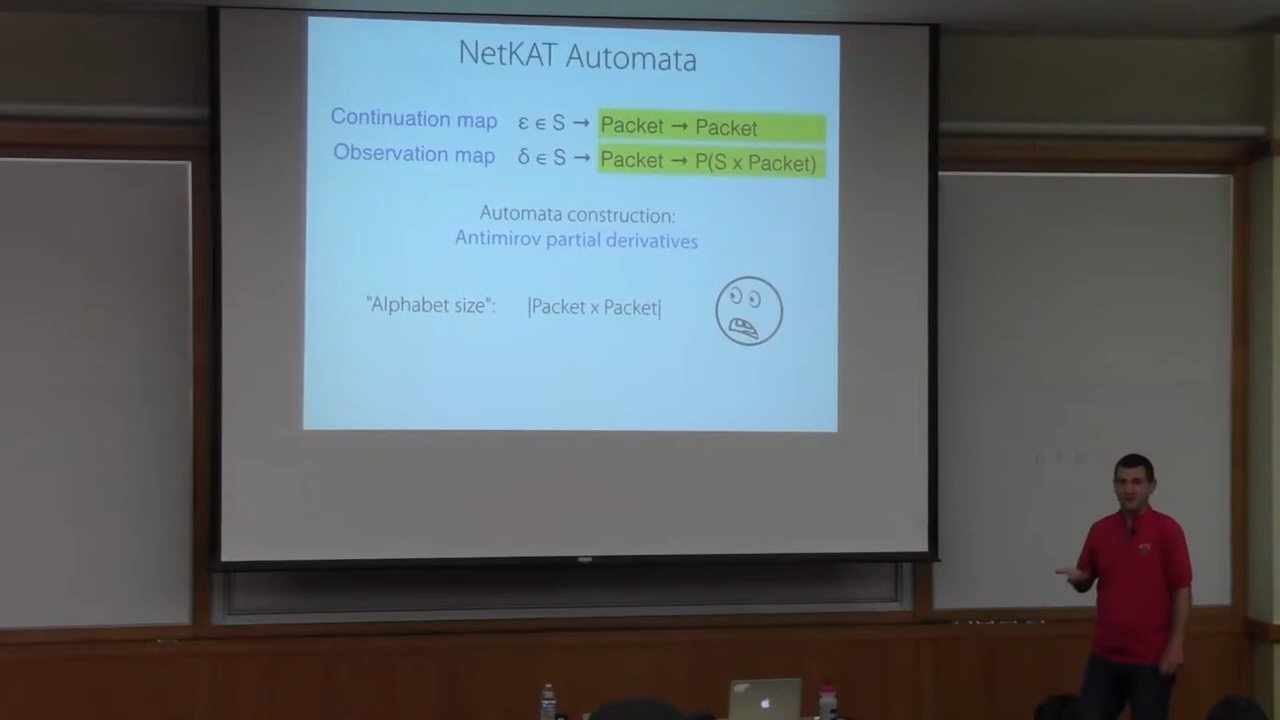 NetKAT Automata
Continuation map ε ∈ S → Packet → Packet
Observation map δ ∈ S → Packet → P(S x Packet)
Automata construction:
Antimirov partial derivatives
"Alphabet size": |Packet x Packet|